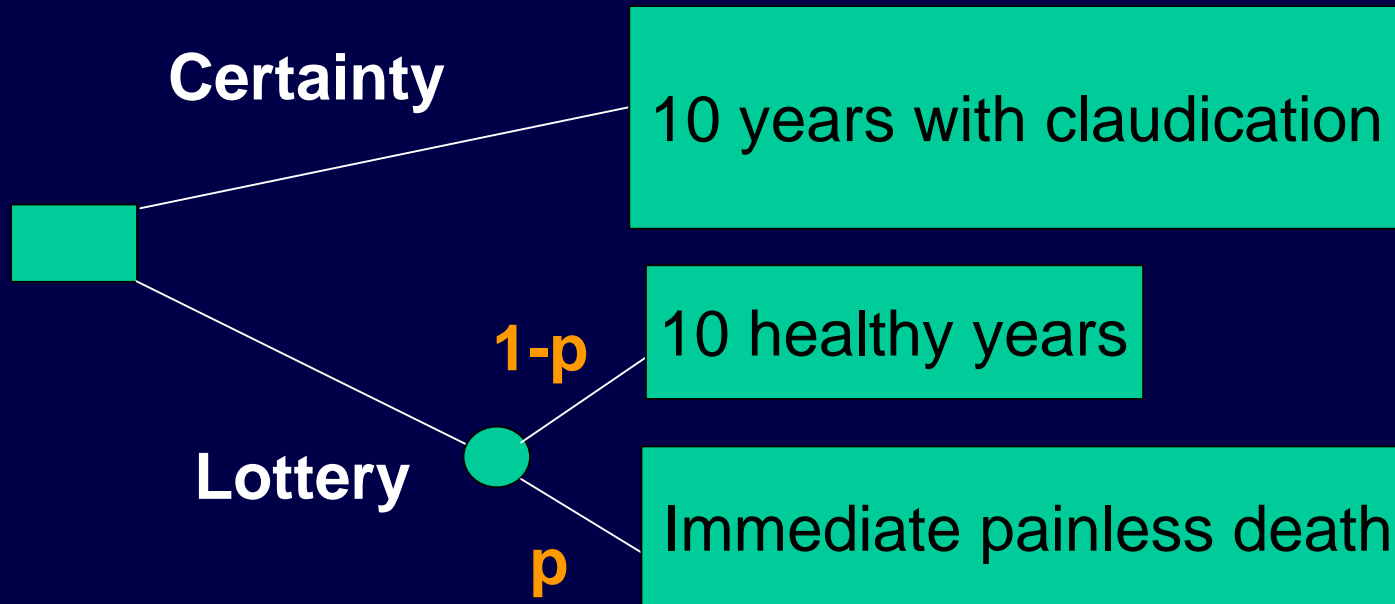 Certainty
10 years with claudication
1-p
10 healthy years
Lottery
p
Immediate painless death